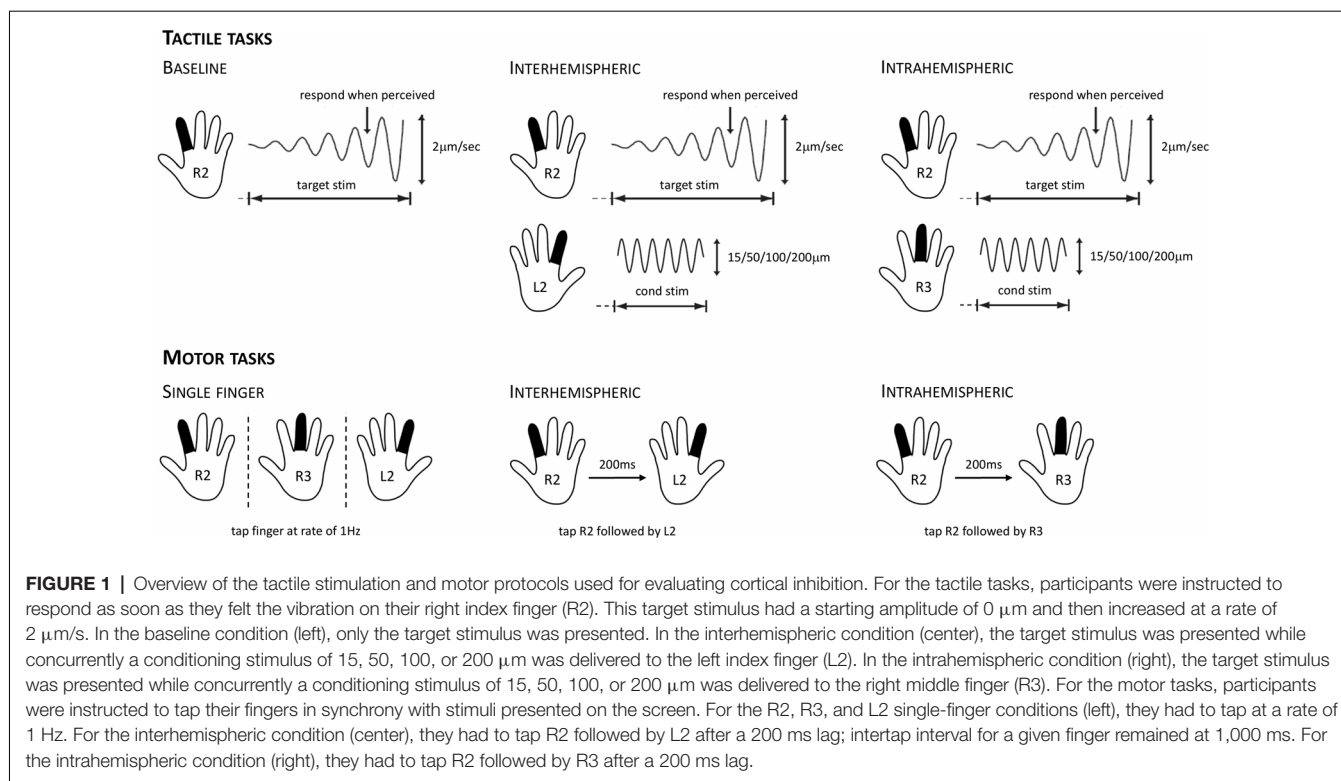 TACTILE TASKS
BASELINE
respond when perceived
R2
2μm/sec
target stim
INTERHEMISPHERIC
respond when perceived
R2
2μm/sec
target stim
L2
15/50/100/200μm
cond stim
INTRAHEMISPHERIC
respond when perceived
R2
2μm/sec
target stim
R3
15/50/100/200μm
cond stim
MOTOR TASKS
SINGLE FINGER
R2
R3
L2
tap finger at rate of 1Hz
INTERHEMISPHERIC
R2
200ms
L2
tap R2 followed by L2
INTRAHEMISPHERIC
R2
200ms
R3
tap R2 followed by R3
FIGURE 1 | Overview of the tactile stimulation and motor protocols used for evaluating cortical inhibition. For the tactile tasks, participants were instructed to
respond as soon as they felt the vibration on their right index finger (R2). This target stimulus had a starting amplitude of 0 μm and then increased at a rate of
2 μm/s. In the baseline condition (left), only the target stimulus was presented. In the interhemispheric condition (center), the target stimulus was presented while
concurrently a conditioning stimulus of 15, 50, 100, or 200 μm was delivered to the left index finger (L2). In the intrahemispheric condition (right), the target stimulus
was presented while concurrently a conditioning stimulus of 15, 50, 100, or 200 μm was delivered to the right middle finger (R3). For the motor tasks, participants
were instructed to tap their fingers in synchrony with stimuli presented on the screen. For the R2, R3, and L2 single-finger conditions (left), they had to tap at a rate of
1 Hz. For the interhemispheric condition (center), they had to tap R2 followed by L2 after a 200 ms lag; intertap interval for a given finger remained at 1,000 ms. For
the intrahemispheric condition (right), they had to tap R2 followed by R3 after a 200 ms lag.